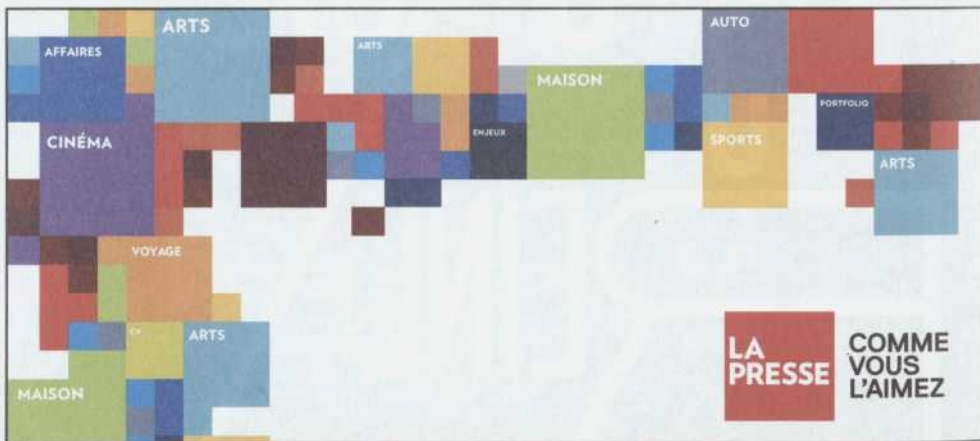 ARTS
AUTO
AFFAIRES
ARTS
MAISON
PORTFOLIO
CINÉMA
ENJEUX
SPORTS
ARTS
VOYAGE
ARTS
MAISON
LA
PRESSE
COMME
VOUS
L'AIMEZ